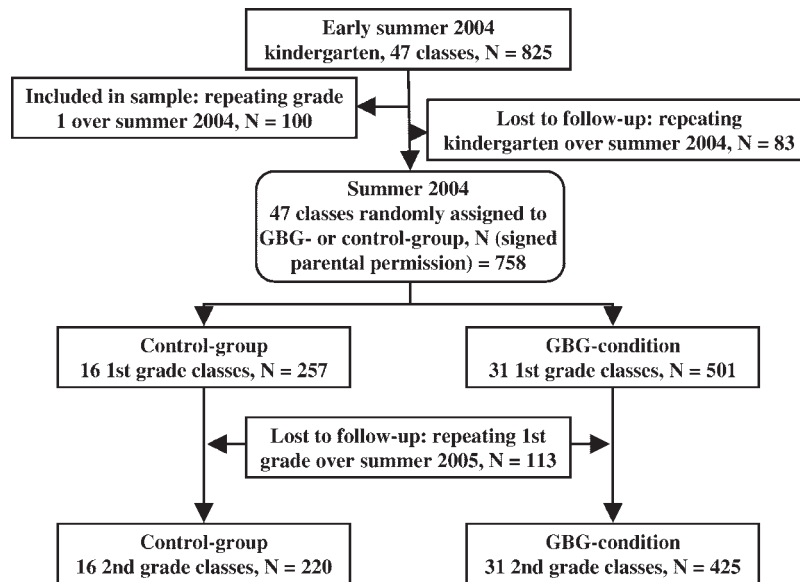 Early summer 2004
kindergarten, 47 classes, N = 825
Included in sample: repeating grade
1 over summer 2004, N = 100
Lost to follow-up: repeating
kindergarten over summer 2004, N = 83
Summer 2004
47 classes randomly assigned to
GBG- or control-group, N (signed
parental permission) = 758
Control-group
16 1st grade classes, N = 257
GBG-condition
31 1st grade classes, N = 501
Lost to follow-up: repeating 1st
grade over summer 2005, N = 113
Control-group
16 2nd grade classes, N = 220
GBG-condition
31 2nd grade classes, N = 425